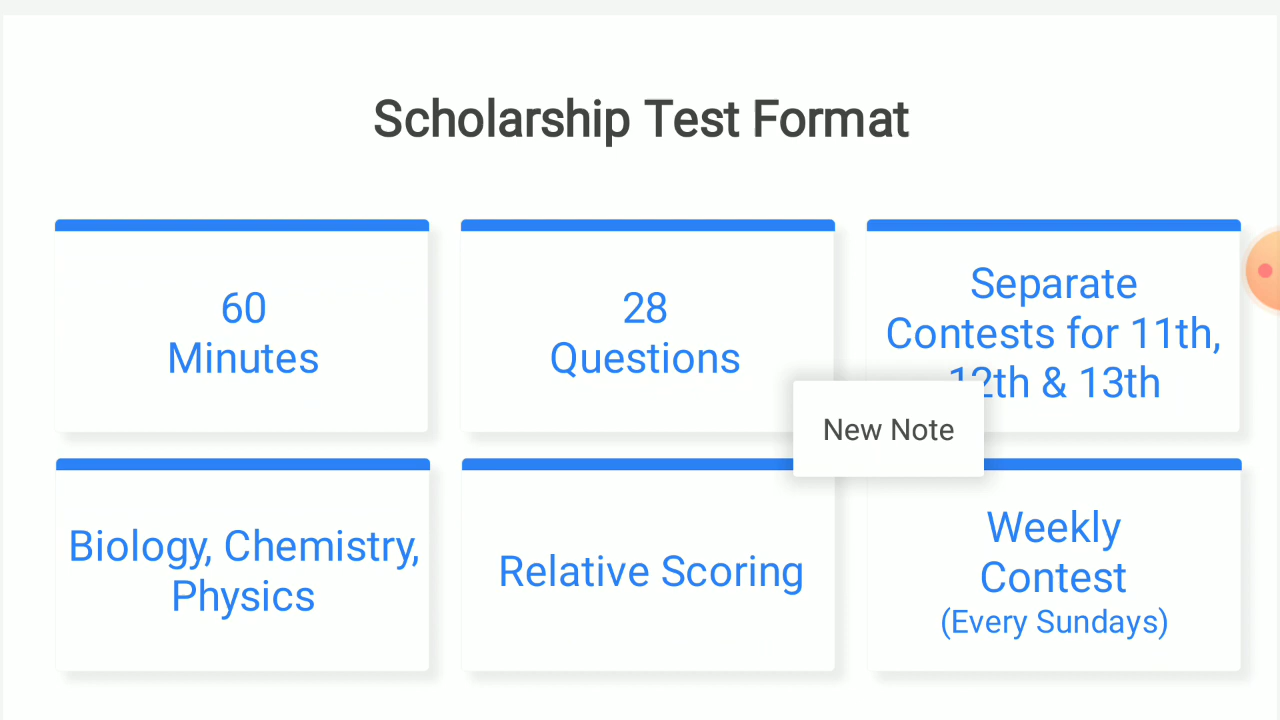 Scholarship Test Format
60
Minutes
28
Questions
Separate
Contests for 11th,
12th & 13th
New Note
Biology, Chemistry,
Physics
Relative Scoring
Weekly
Contest
(Every Sundays)